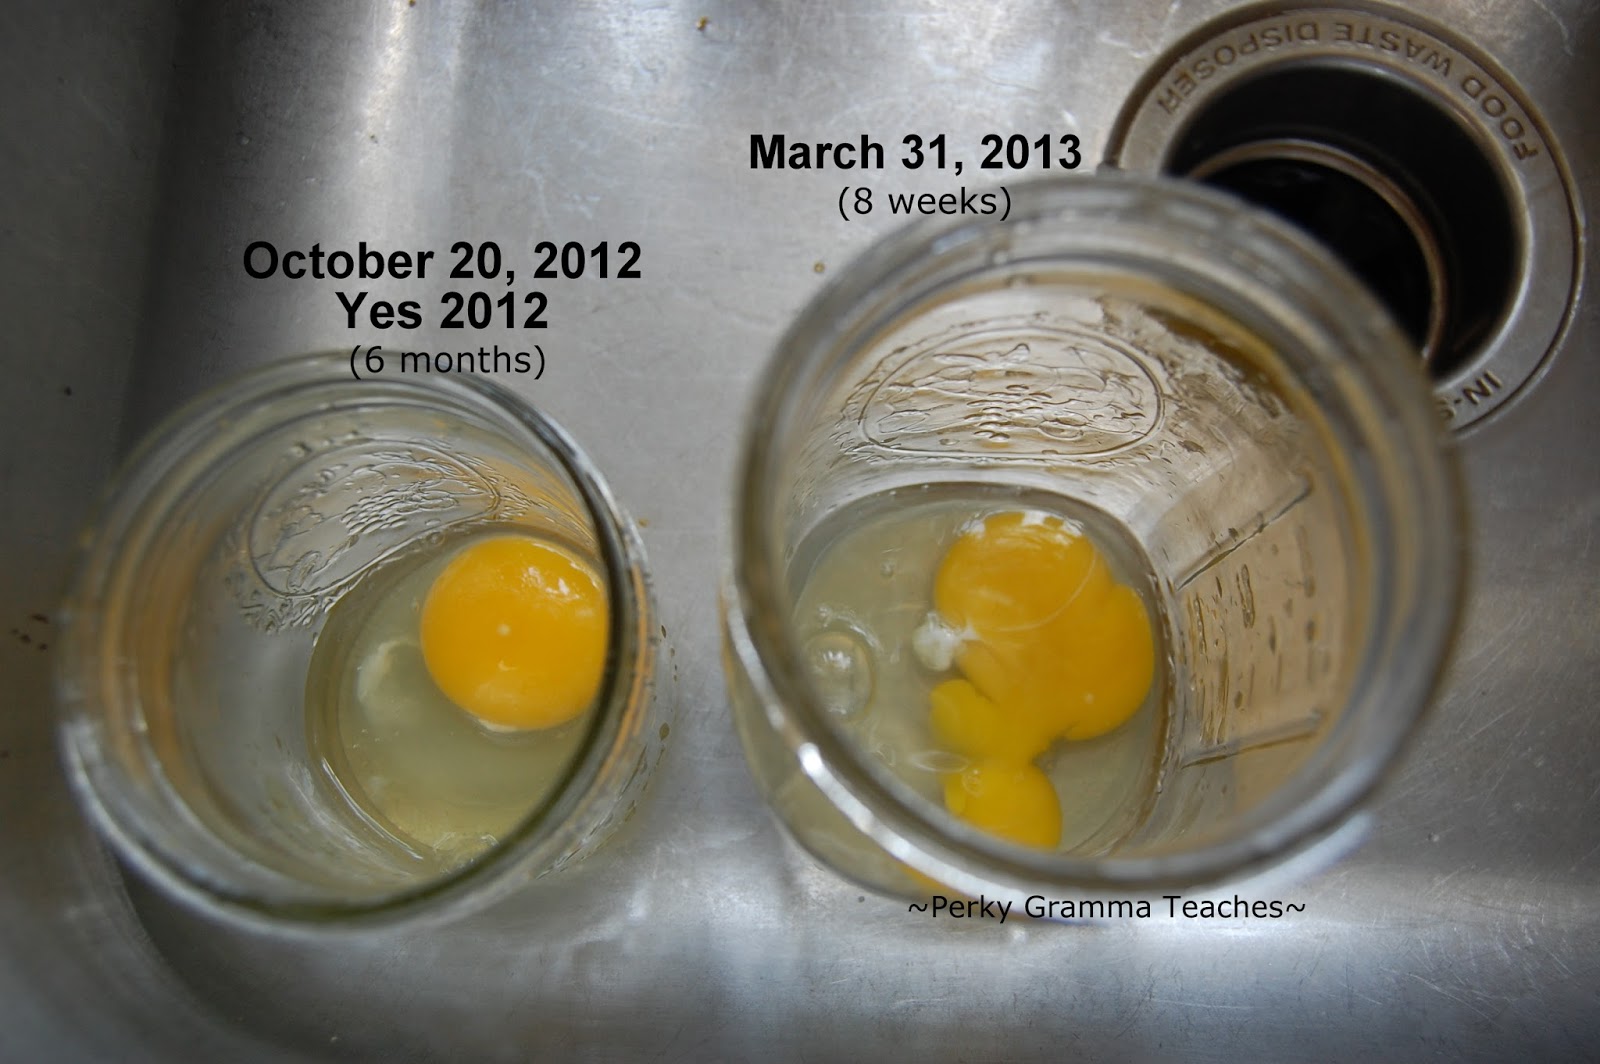 October 20, 2012
Yes 2012
(6 months)
March 31, 2013
(8 weeks)
FOOD WASTE DISPOSER
~Perky Gramma Teaches~